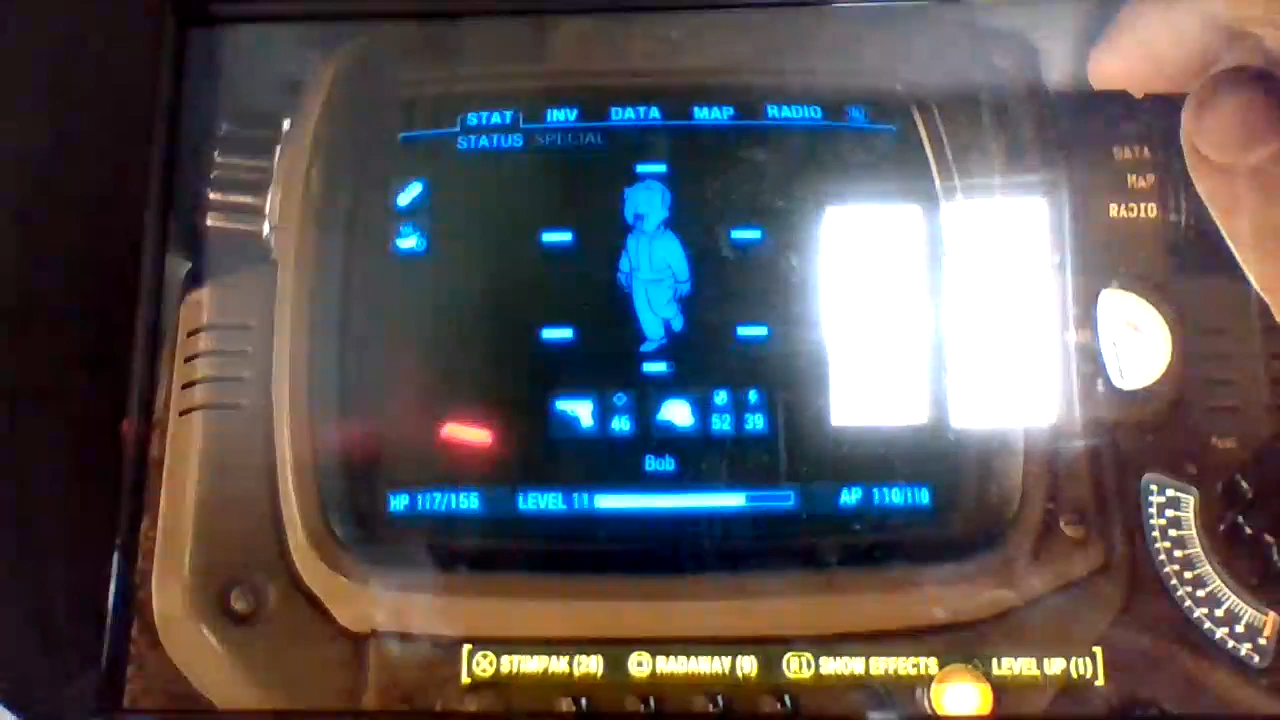 STAT INV DATA MAP RADIO
STATUS SPECIAL
DATA
MAP
RADIO
46 52 39
Bob
HP 117/155 LEVEL 11 AP 110/110
STIMPAK (28) RADAWAY (9) R1) SHOW EFFECTS LEVEL UP (1)